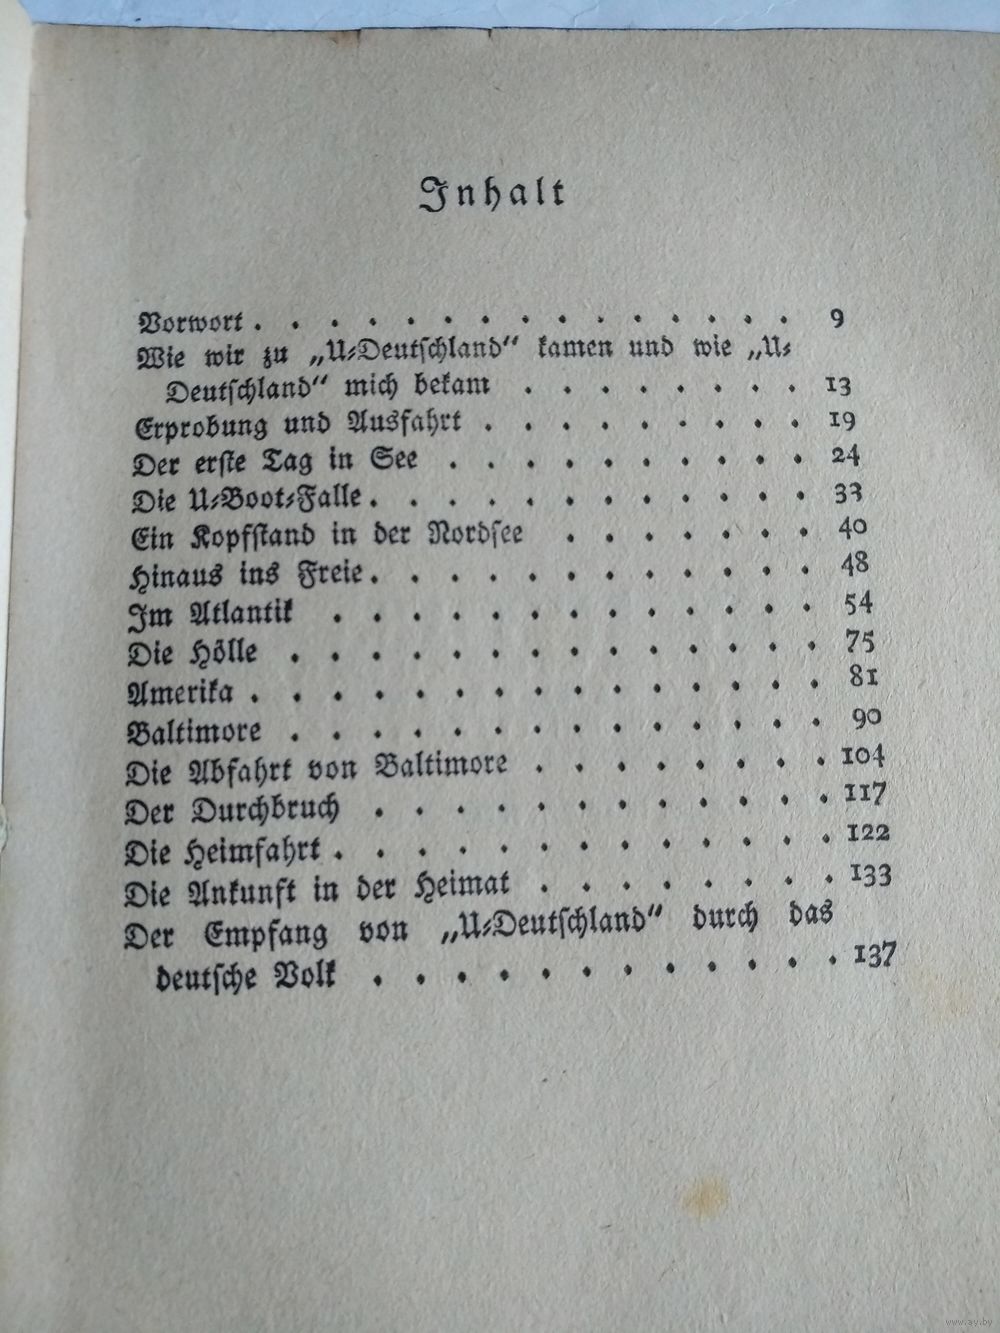 Inhalt
Vorwort . . . . . . . . . . . . . . . 9
Wie wir zu „U-Deutschland“ kamen und wie „U-
Deutschland“ mich bekam . . . . . . . . 13
Erprobung und Ausfahrt . . . . . . . . . 19
Der erste Tag in See . . . . . . . . . . 24
Die U-Boot-Falle . . . . . . . . . . . . 33
Ein Kopfstand in der Nordsee . . . . . . . 40
Hinaus ins Freie . . . . . . . . . . . . 48
Im Atlantik . . . . . . . . . . . . . 54
Die Hölle . . . . . . . . . . . . . . 75
Amerika . . . . . . . . . . . . . . . 81
Baltimore . . . . . . . . . . . . . . 90
Die Abfahrt von Baltimore . . . . . . . . 104
Der Durchbruch . . . . . . . . . . . . 117
Die Heimfahrt . . . . . . . . . . . . . 122
Die Ankunft in der Heimat . . . . . . . . 133
Der Empfang von „U-Deutschland“ durch das
deutsche Volk . . . . . . . . . . . . 137
www.ay.by